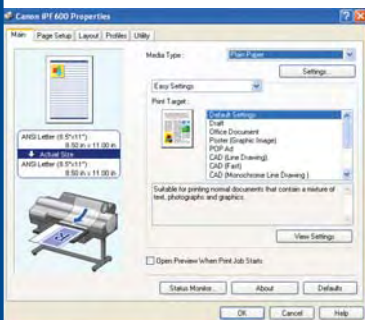 Canon iPF600 Properties
Main Page Setup Layout Profiles Utility
Media Type: Plain Paper
Settings...
Easy Settings
Print Target:
Default Settings
Draft
Office Document
Poster (Graphic Image)
POP Art
CAD (Line Drawing)
CAD (Fast)
CAD (Monochrome Line Drawing)
ANSI Letter (8.5"x11")
8.50 in x 11.00 in
Actual Size
ANSI Letter (8.5"x11")
8.50 in x 11.00 in
Suitable for printing normal documents that contain a mixture of
text, photographs and graphics.
View Settings
Open Preview When Print Job Starts
Status Monitor... About Defaults
OK Cancel Help